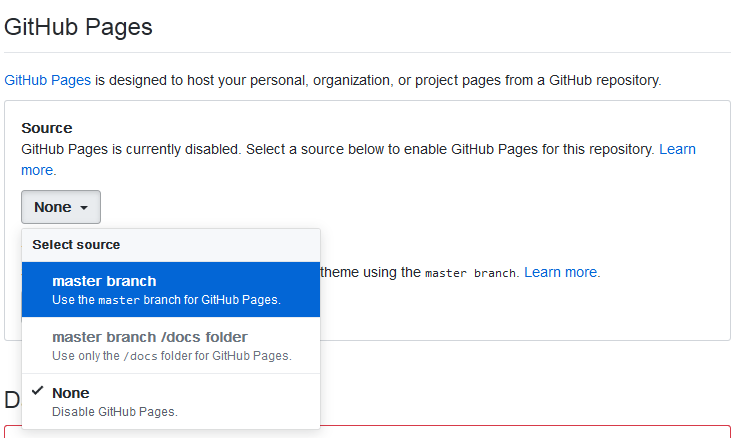 GitHub Pages
GitHub Pages is designed to host your personal, organization, or project pages from a GitHub repository.
Source
GitHub Pages is currently disabled. Select a source below to enable GitHub Pages for this repository. Learn
more.
None
Select source
master branch
Use the master branch for GitHub Pages.
theme using the master branch. Learn more.
master branch /docs folder
Use only the /docs folder for GitHub Pages.
None
Disable GitHub Pages.
D